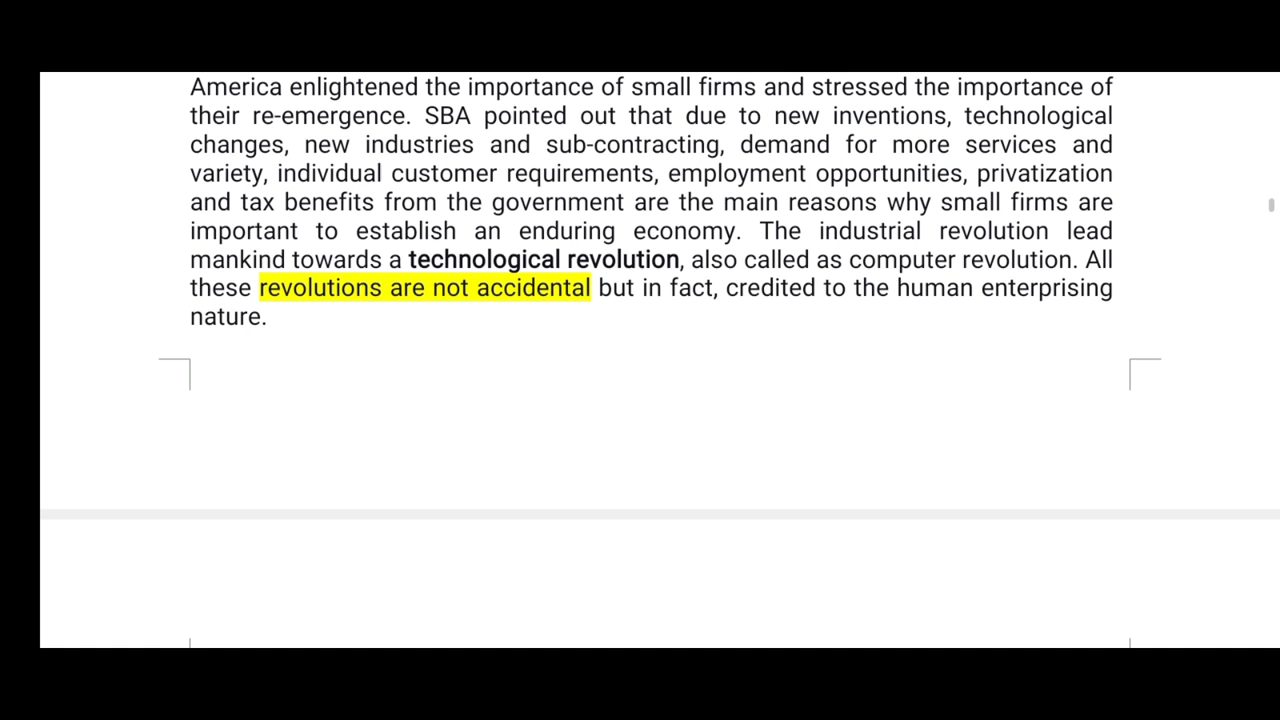 America enlightened the importance of small firms and stressed the importance of
their re-emergence. SBA pointed out that due to new inventions, technological
changes, new industries and sub-contracting, demand for more services and
variety, individual customer requirements, employment opportunities, privatization
and tax benefits from the government are the main reasons why small firms are
important to establish an enduring economy. The industrial revolution lead
mankind towards a technological revolution, also called as computer revolution. All
these revolutions are not accidental but in fact, credited to the human enterprising
nature.